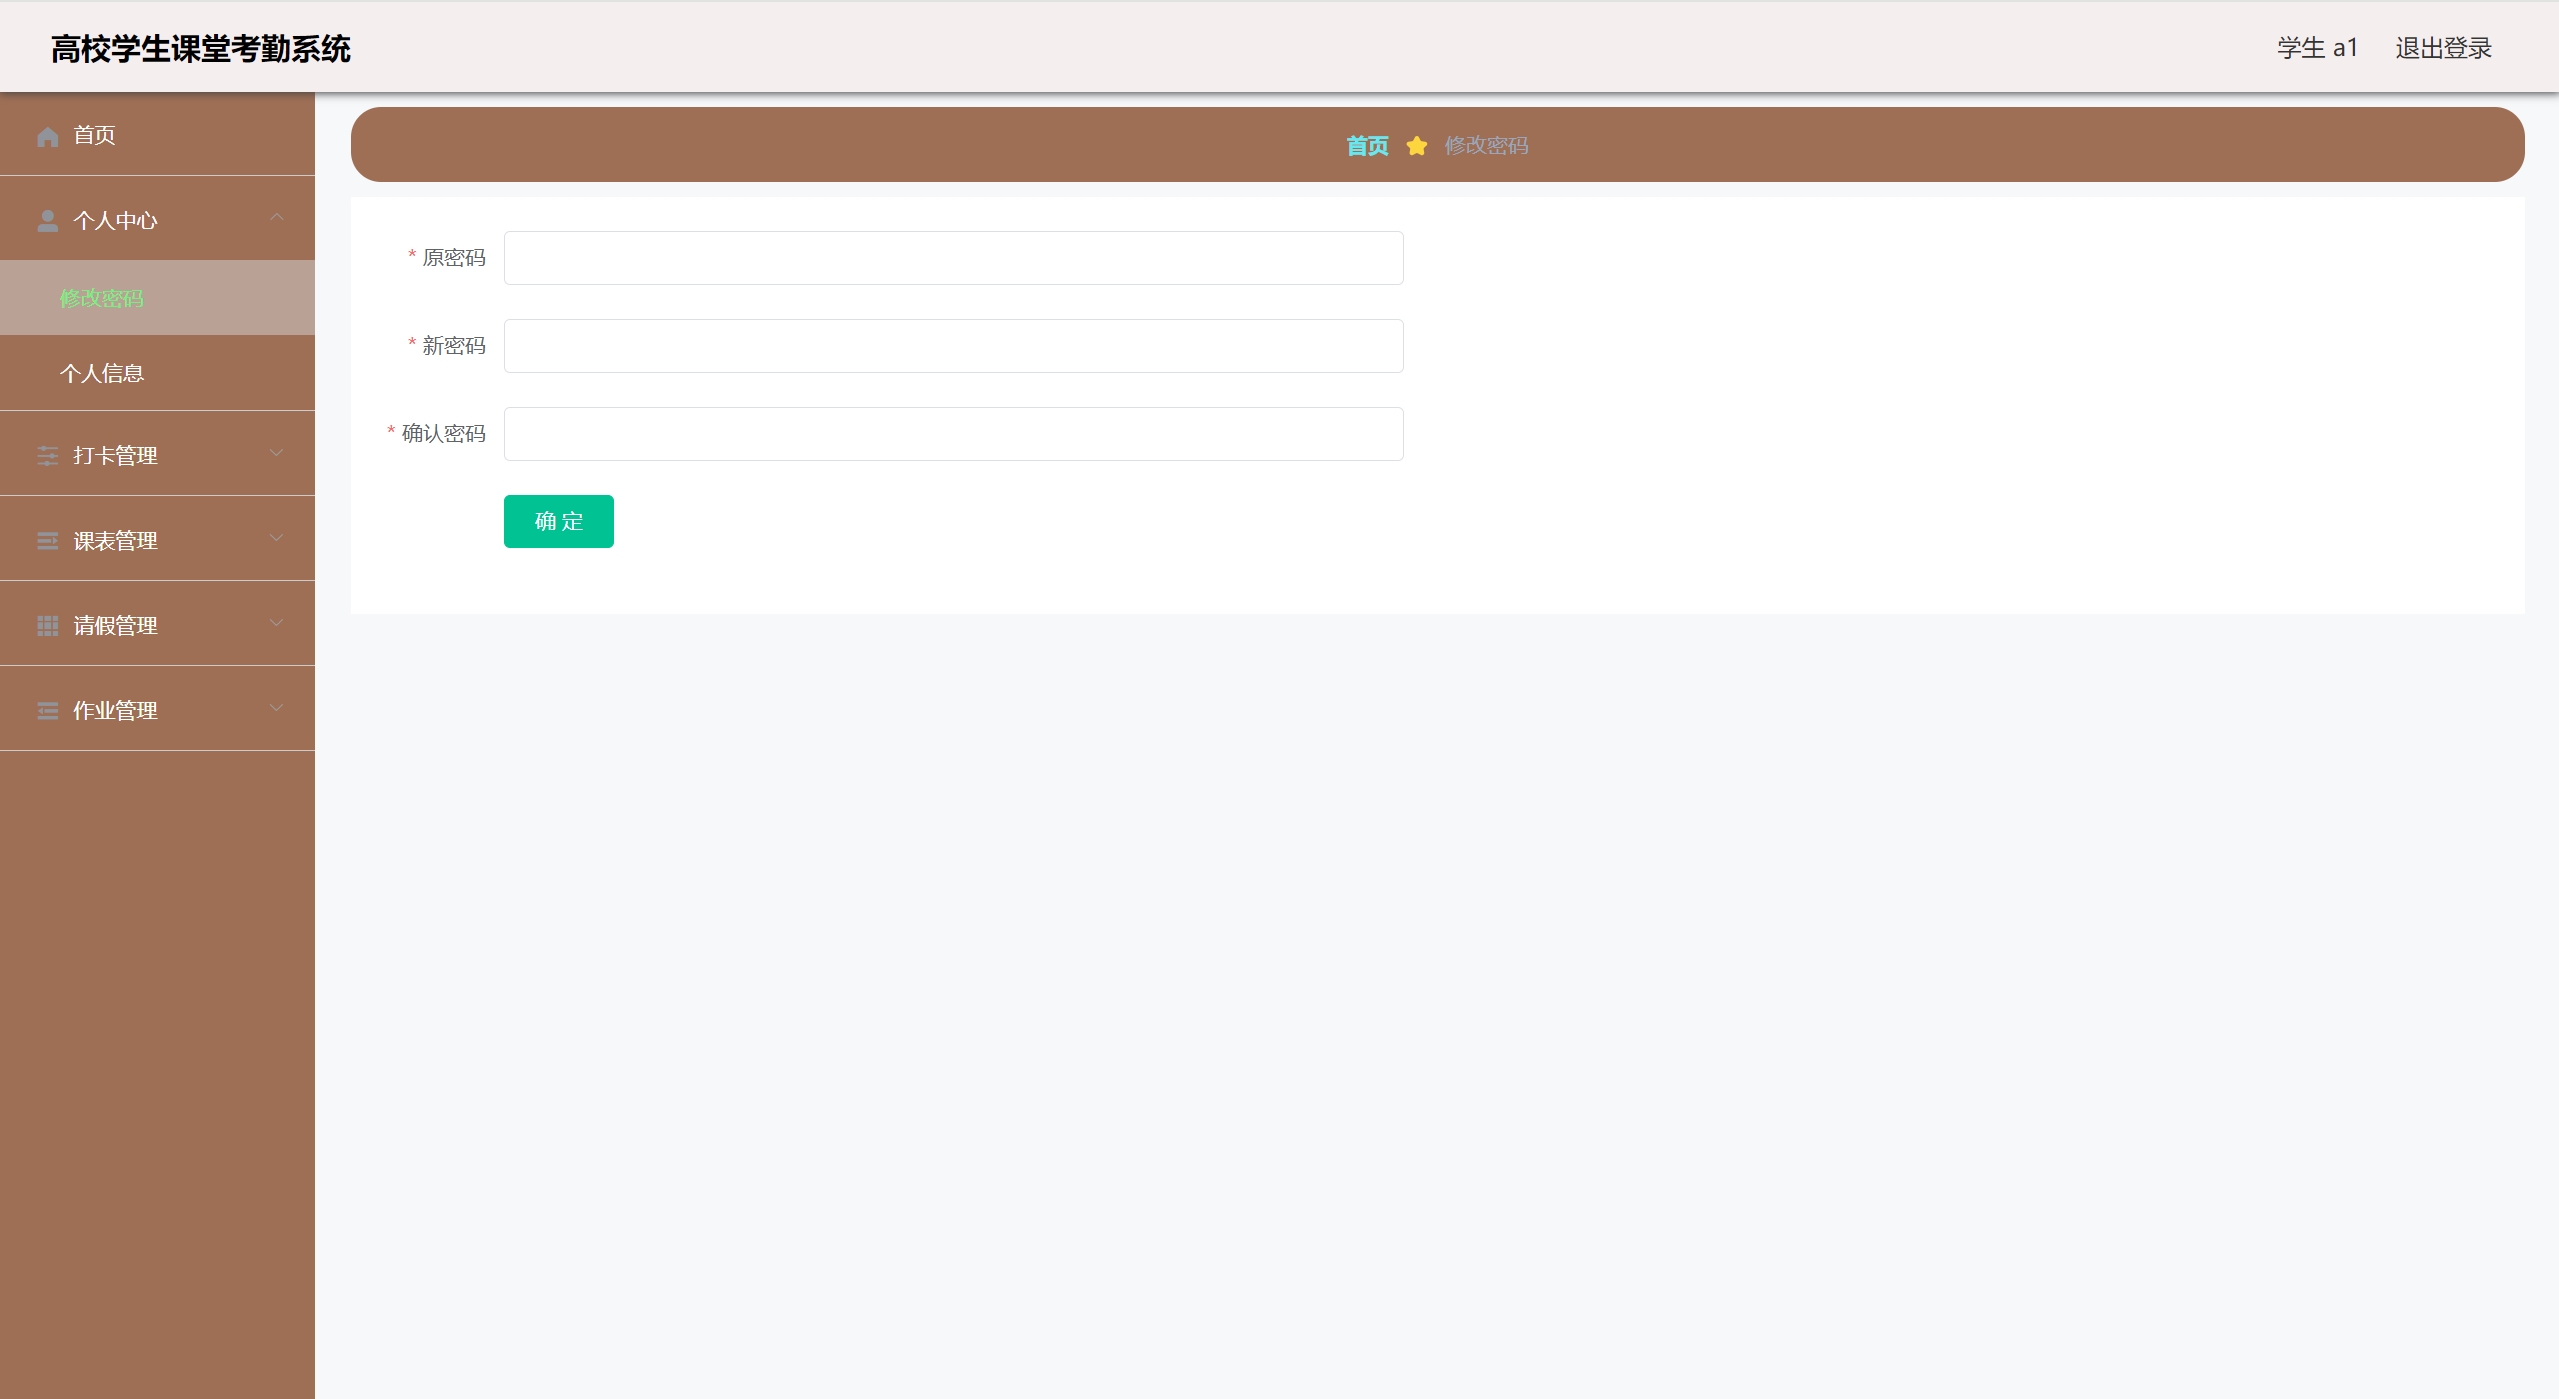 高校学生课堂考勤系统
学生 a1 退出登录
首页
个人中心
修改密码
个人信息
打卡管理
课表管理
请假管理
作业管理
首页 修改密码
* 原密码
* 新密码
* 确认密码
确 定